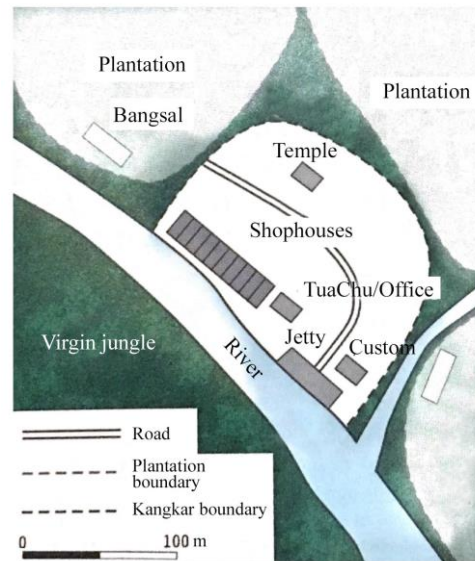 Plantation
Plantation
Bangsal
Temple
Shophouses
TuaChu/Office
Jetty
Custom
Virgin jungle
River
Road
Plantation
boundary
Kangkar boundary
0 100 m